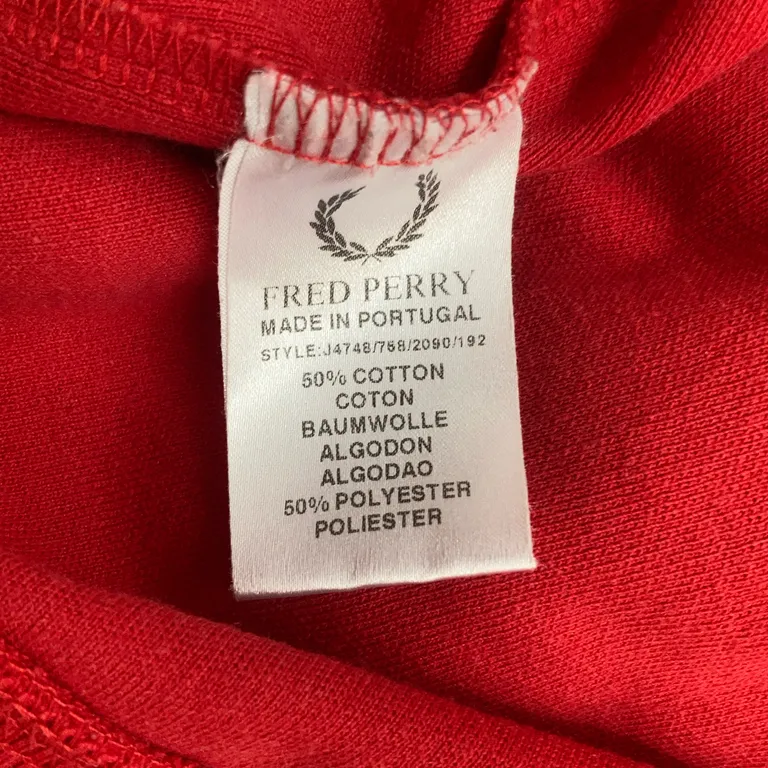 FRED PERRY
MADE IN PORTUGAL
STYLE:J4748/768/2090/192
50% COTTON
COTON
BAUMWOLLE
ALGODON
ALGODAO
50% POLYESTER
POLIESTER